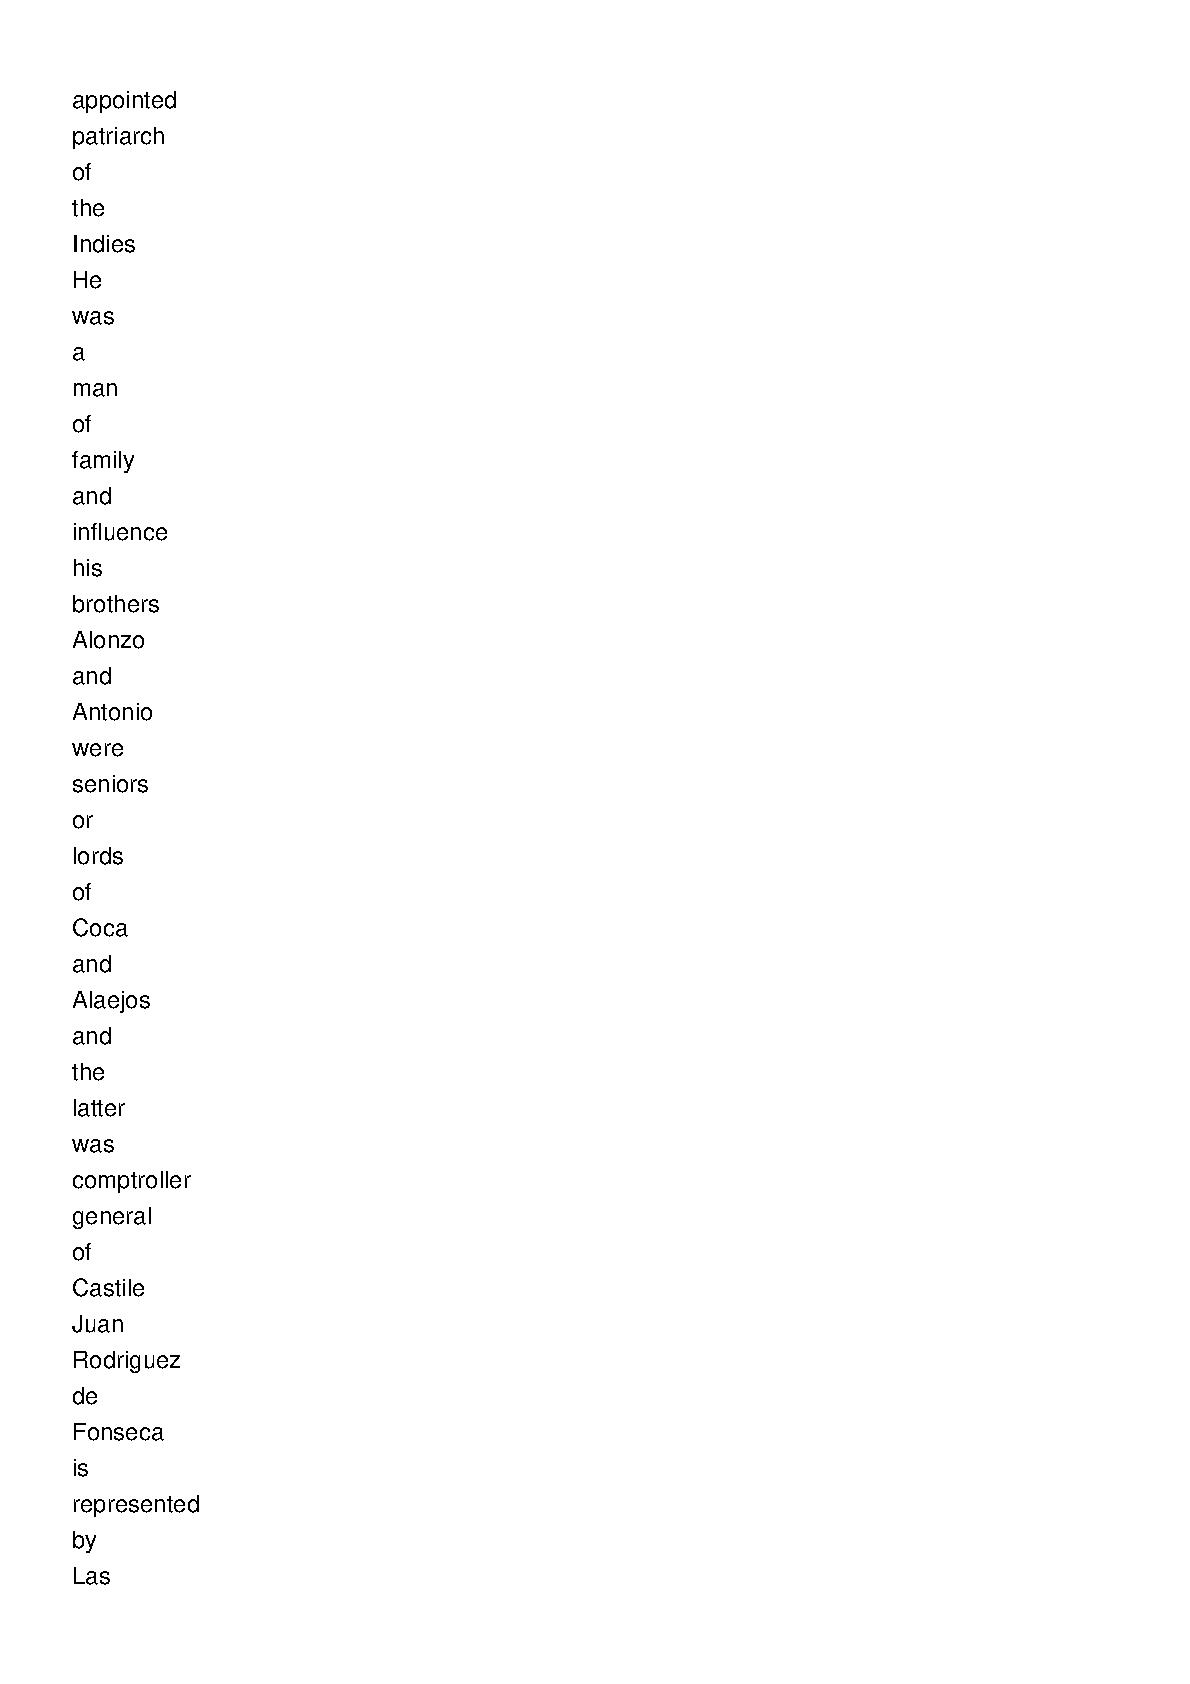 appointed
patriarch
of
the
Indies
He
was
a
man
of
family
and
influence
his
brothers
Alonzo
and
Antonio
were
seniors
or
lords
of
Coca
and
Alaejos
and
the
latter
was
comptroller
general
of
Castile
Juan
Rodriguez
de
Fonseca
is
represented
by
Las